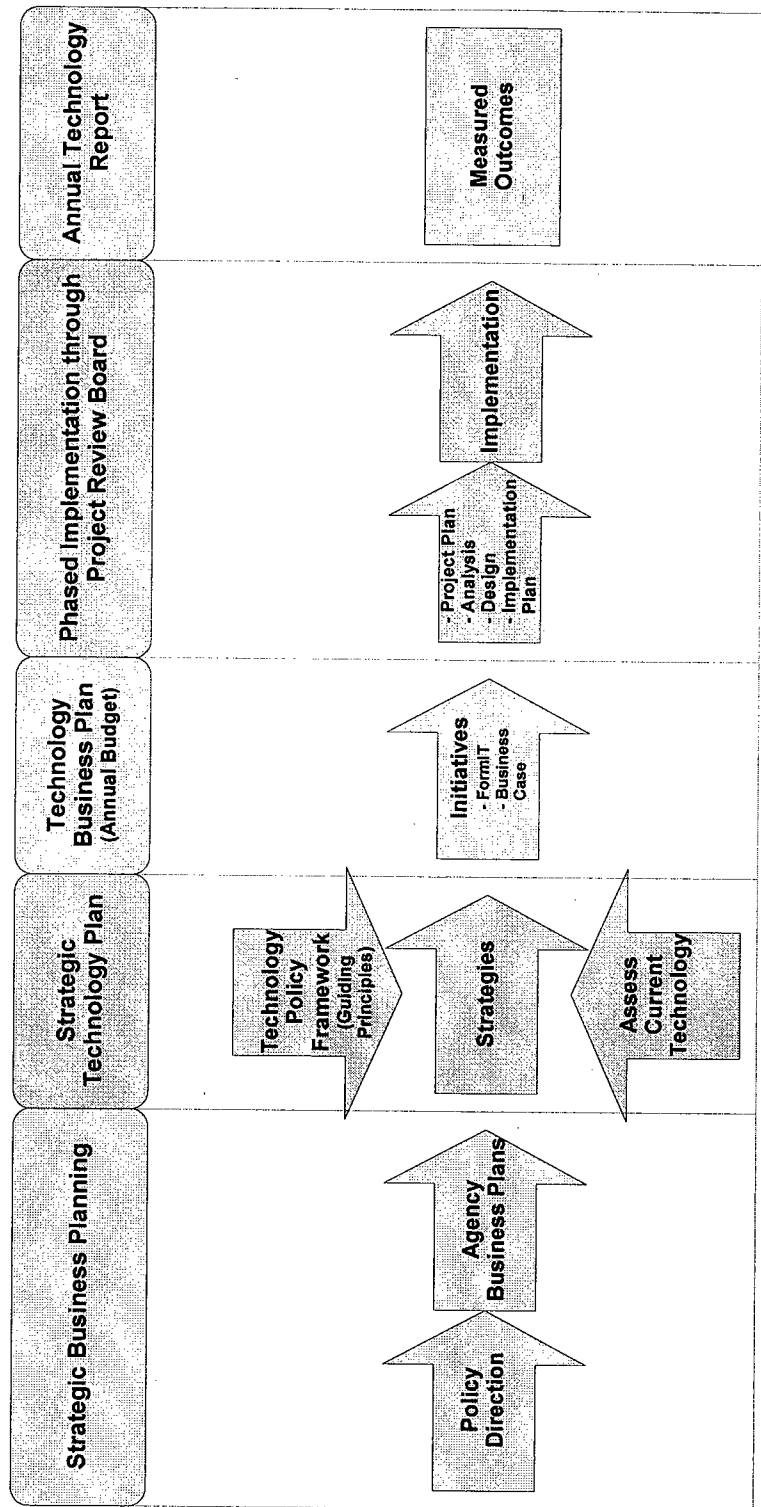 Strategic Business Planning
Strategic
Technology Plan
Technology
Business Plan
(Annual Budget)
Phased Implementation through
Project Review Board
Annual Technology
Report
Policy
Direction
Agency
Business Plans
Technology
Policy
Framework
(Guiding
Principles)
Strategies
Assess
Current
Technology
Initiatives
- FormIT
- Business
Case
- Project Plan
- Analysis
- Design
- Implementation
Plan
Implementation
Measured
Outcomes